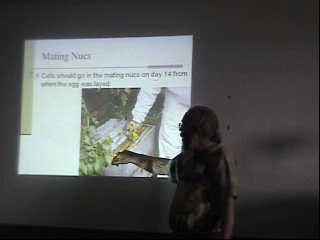 Mating Nucs
Cells should go in the mating nucs on day 14 from
when the egg was layed.